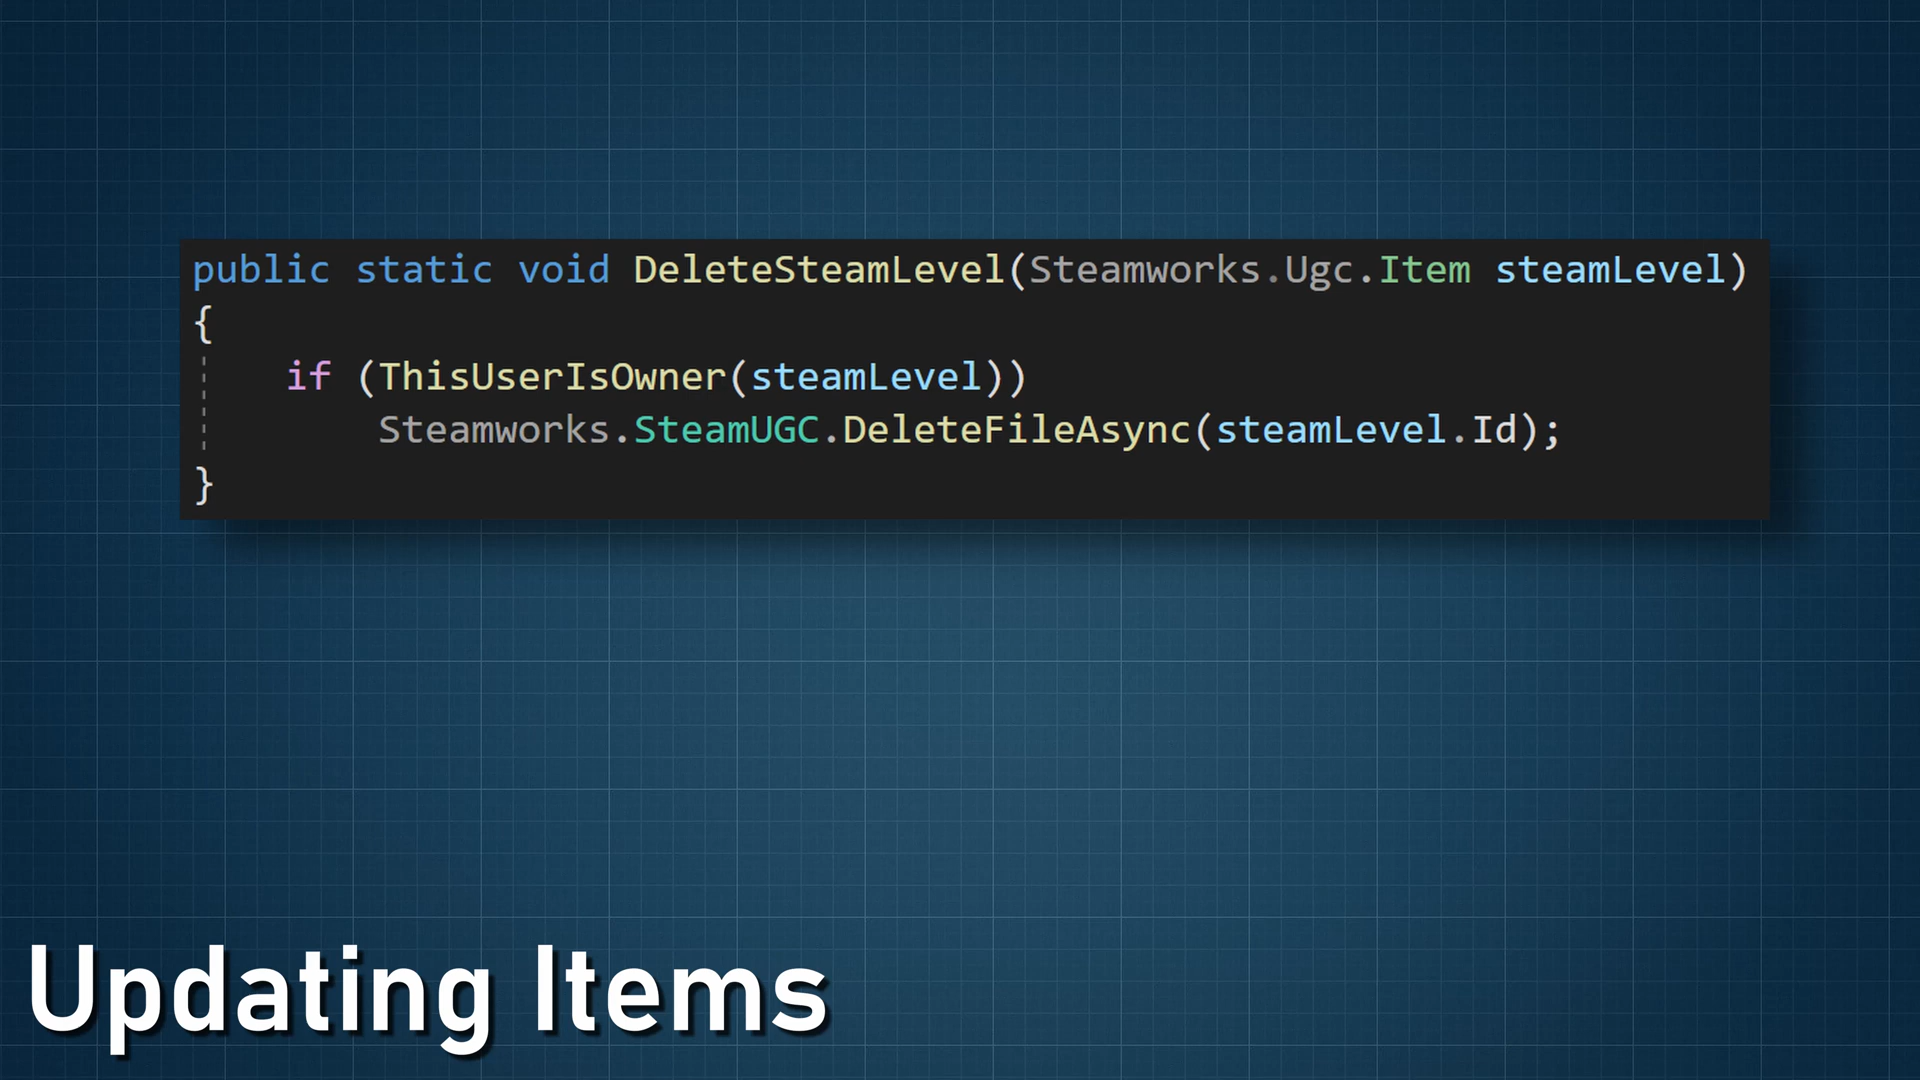 public static void DeleteSteamLevel(Steamworks.Ugc.Item steamLevel)
{
if (ThisUserIsOwner(steamLevel))
Steamworks.SteamUGC.DeleteFileAsync(steamLevel.Id);
}
Updating Items